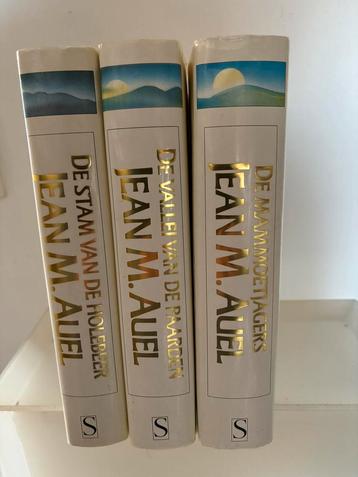 DE STAM VAN DE HOLEBEER
JEAN M. AUEL
S
DE VALLEI VAN DE PAARDEN
JEAN M. AUEL
S
DE MAMMOETJAGERS
JEAN M. AUEL
S